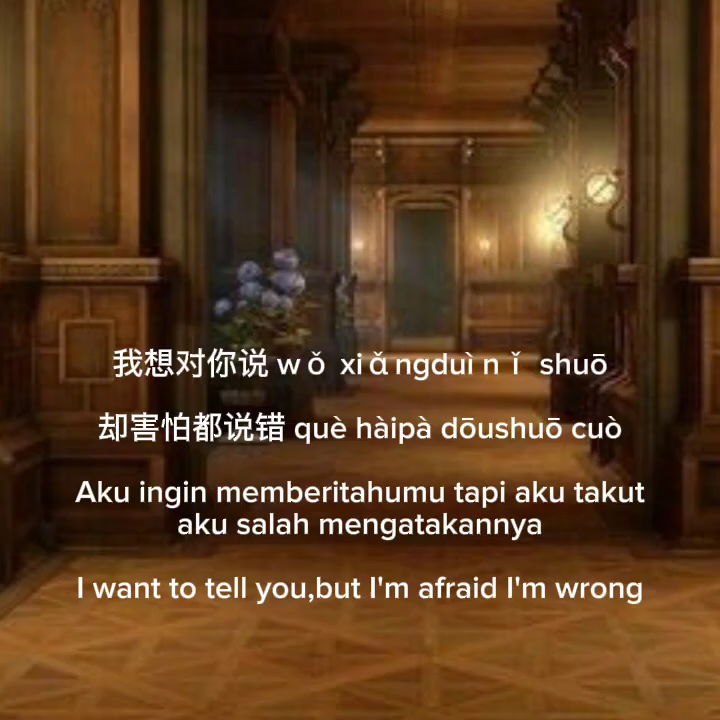 我想对你说 wǒ xiǎngduì nǐ shuō
却害怕都说错 què hàipà dōushuō cuò
Aku ingin memberitahumu tapi aku takut
aku salah mengatakannya
I want to tell you,but I'm afraid I'm wrong